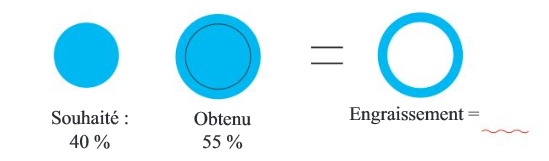 Souhaité :
40 %
Obtenu
55 %
Engraissement =